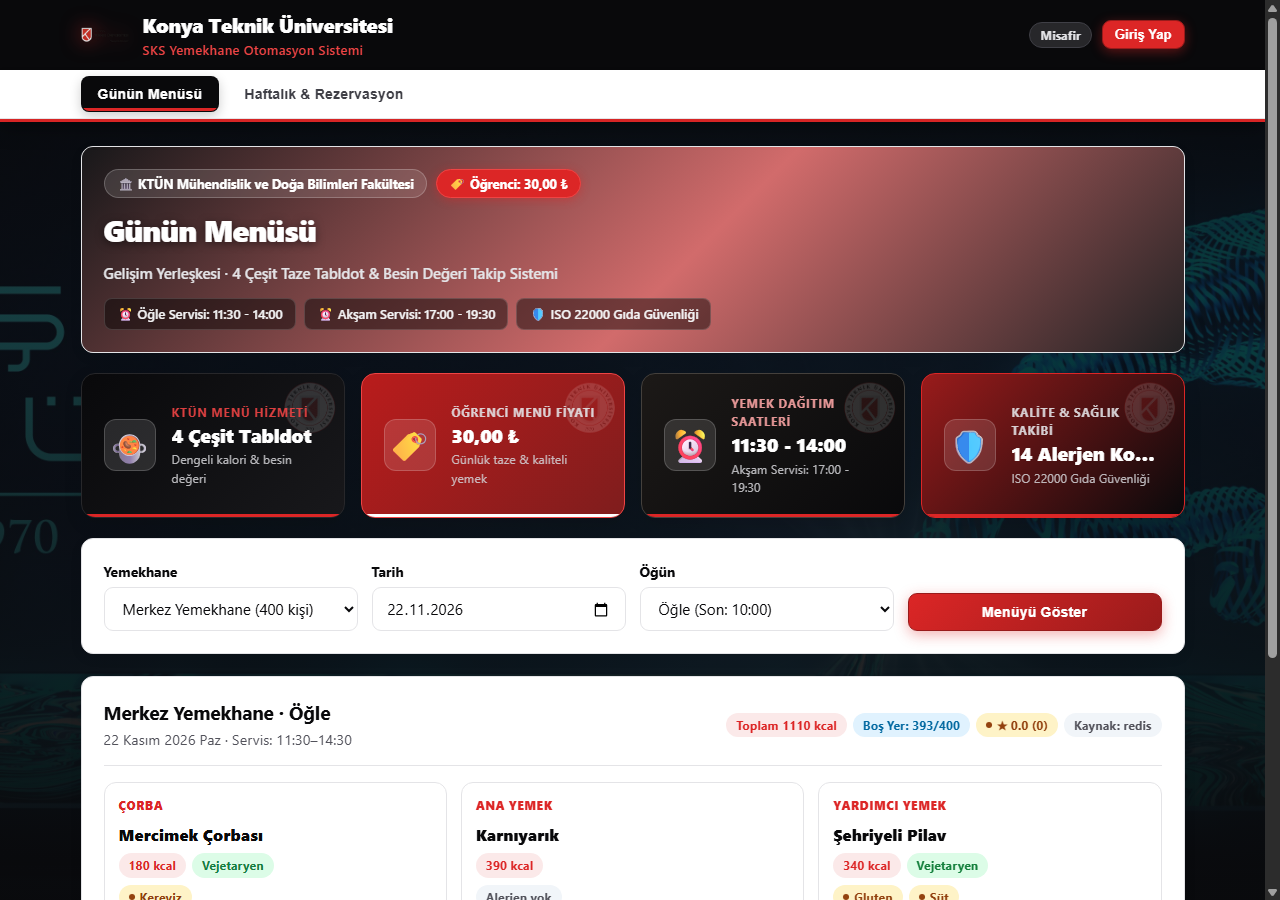 Konya Teknik Üniversitesi
SKS Yemekhane Otomasyon Sistemi
Misafir
Giriş Yap
Günün Menüsü
Haftalık & Rezervasyon
KTÜN Mühendislik ve Doğa Bilimleri Fakültesi
Öğrenci: 30,00 ₺
Günün Menüsü
Gelişim Yerleşkesi · 4 Çeşit Taze Tabldot & Besin Değeri Takip Sistemi
Öğle Servisi: 11:30 - 14:00
Akşam Servisi: 17:00 - 19:30
ISO 22000 Gıda Güvenliği
KTÜN MENÜ HİZMETİ
4 Çeşit Tabldot
Dengeli kalori & besin
değeri
ÖĞRENCİ MENÜ FİYATI
30,00 ₺
Günlük taze & kaliteli
yemek
YEMEK DAĞITIM
SAATLERİ
11:30 - 14:00
Akşam Servisi: 17:00 -
19:30
KALİTE & SAĞLIK
TAKİBİ
14 Alerjen Ko...
ISO 22000 Gıda Güvenliği
970
Yemekhane
Tarih
Öğün
Merkez Yemekhane (400 kişi)
22.11.2026
Öğle (Son: 10:00)
Menüyü Göster
Merkez Yemekhane · Öğle
22 Kasım 2026 Paz · Servis: 11:30–14:30
Toplam 1110 kcal
Boş Yer: 393/400
★ 0.0 (0)
Kaynak: redis
ÇORBA
Mercimek Çorbası
180 kcal
Vejetaryen
Kereviz
ANA YEMEK
Karnıyarık
390 kcal
Alerjen yok
YARDIMCI YEMEK
Şehriyeli Pilav
340 kcal
Vejetaryen
Gluten
Süt